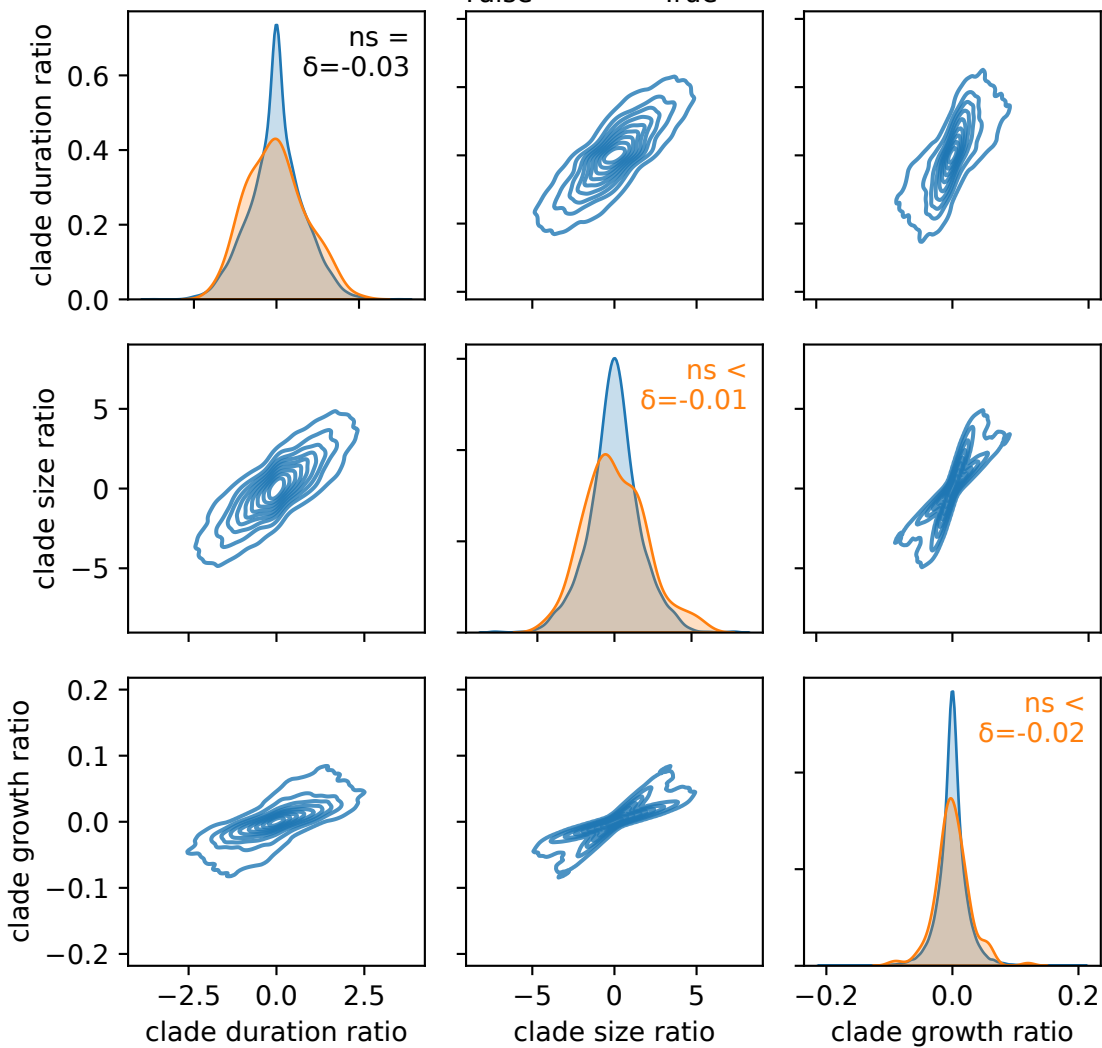 clade duration ratio
0.6
0.4
0.2
0.0
ns =
δ=-0.03
clade size ratio
5
0
−5
ns <
δ=-0.01
clade growth ratio
0.2
0.1
0.0
−0.1
−0.2
ns <
δ=-0.02
−2.5 0.0 2.5
clade duration ratio
−5 0 5
clade size ratio
−0.2 0.0 0.2
clade growth ratio